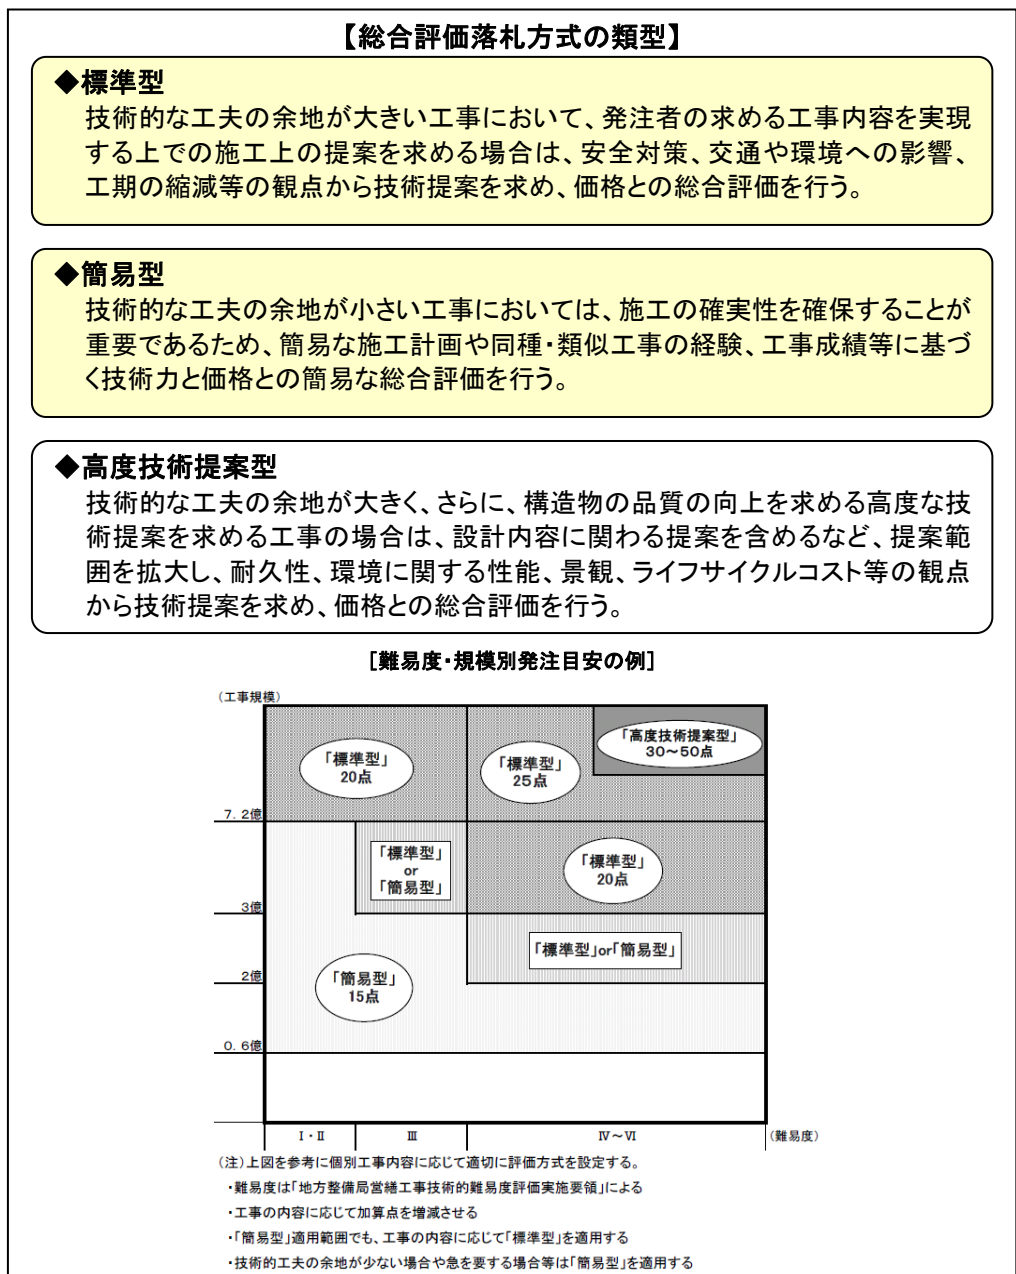 【総合評価落札方式の類型】
◆標準型
技術的な工夫の余地が大きい工事において、発注者の求める工事内容を実現
する上での施工上の提案を求める場合は、安全対策、交通や環境への影響、
工期の縮減等の観点から技術提案を求め、価格との総合評価を行う。
◆簡易型
技術的な工夫の余地が小さい工事においては、施工の確実性を確保することが
重要であるため、簡易な施工計画や同種・類似工事の経験、工事成績等に基づ
く技術力と価格との簡易な総合評価を行う。
◆高度技術提案型
技術的な工夫の余地が大きく、さらに、構造物の品質の向上を求める高度な技
術提案を求める工事の場合は、設計内容に関わる提案を含めるなど、提案範
囲を拡大し、耐久性、環境に関する性能、景観、ライフサイクルコスト等の観点
から技術提案を求め、価格との総合評価を行う。
[難易度・規模別発注目安の例]
（工事規模）
「標準型」
20点
「標準型」
25点
「高度技術提案型」
30～50点
7.2億
「標準型」
or
「簡易型」
「標準型」
20点
3億
「標準型」or「簡易型」
2億
「簡易型」
15点
0.6億
Ⅰ・Ⅱ
Ⅲ
Ⅳ～Ⅵ
（難易度）
（注）上図を参考に個別工事内容に応じて適切に評価方式を設定する。
・難易度は「地方整備局営繕工事技術的難易度評価実施要領」による
・工事の内容に応じて加算点を増減させる
・「簡易型」適用範囲でも、工事の内容に応じて「標準型」を適用する
・技術的工夫の余地が少ない場合や急を要する場合等は「簡易型」を適用する